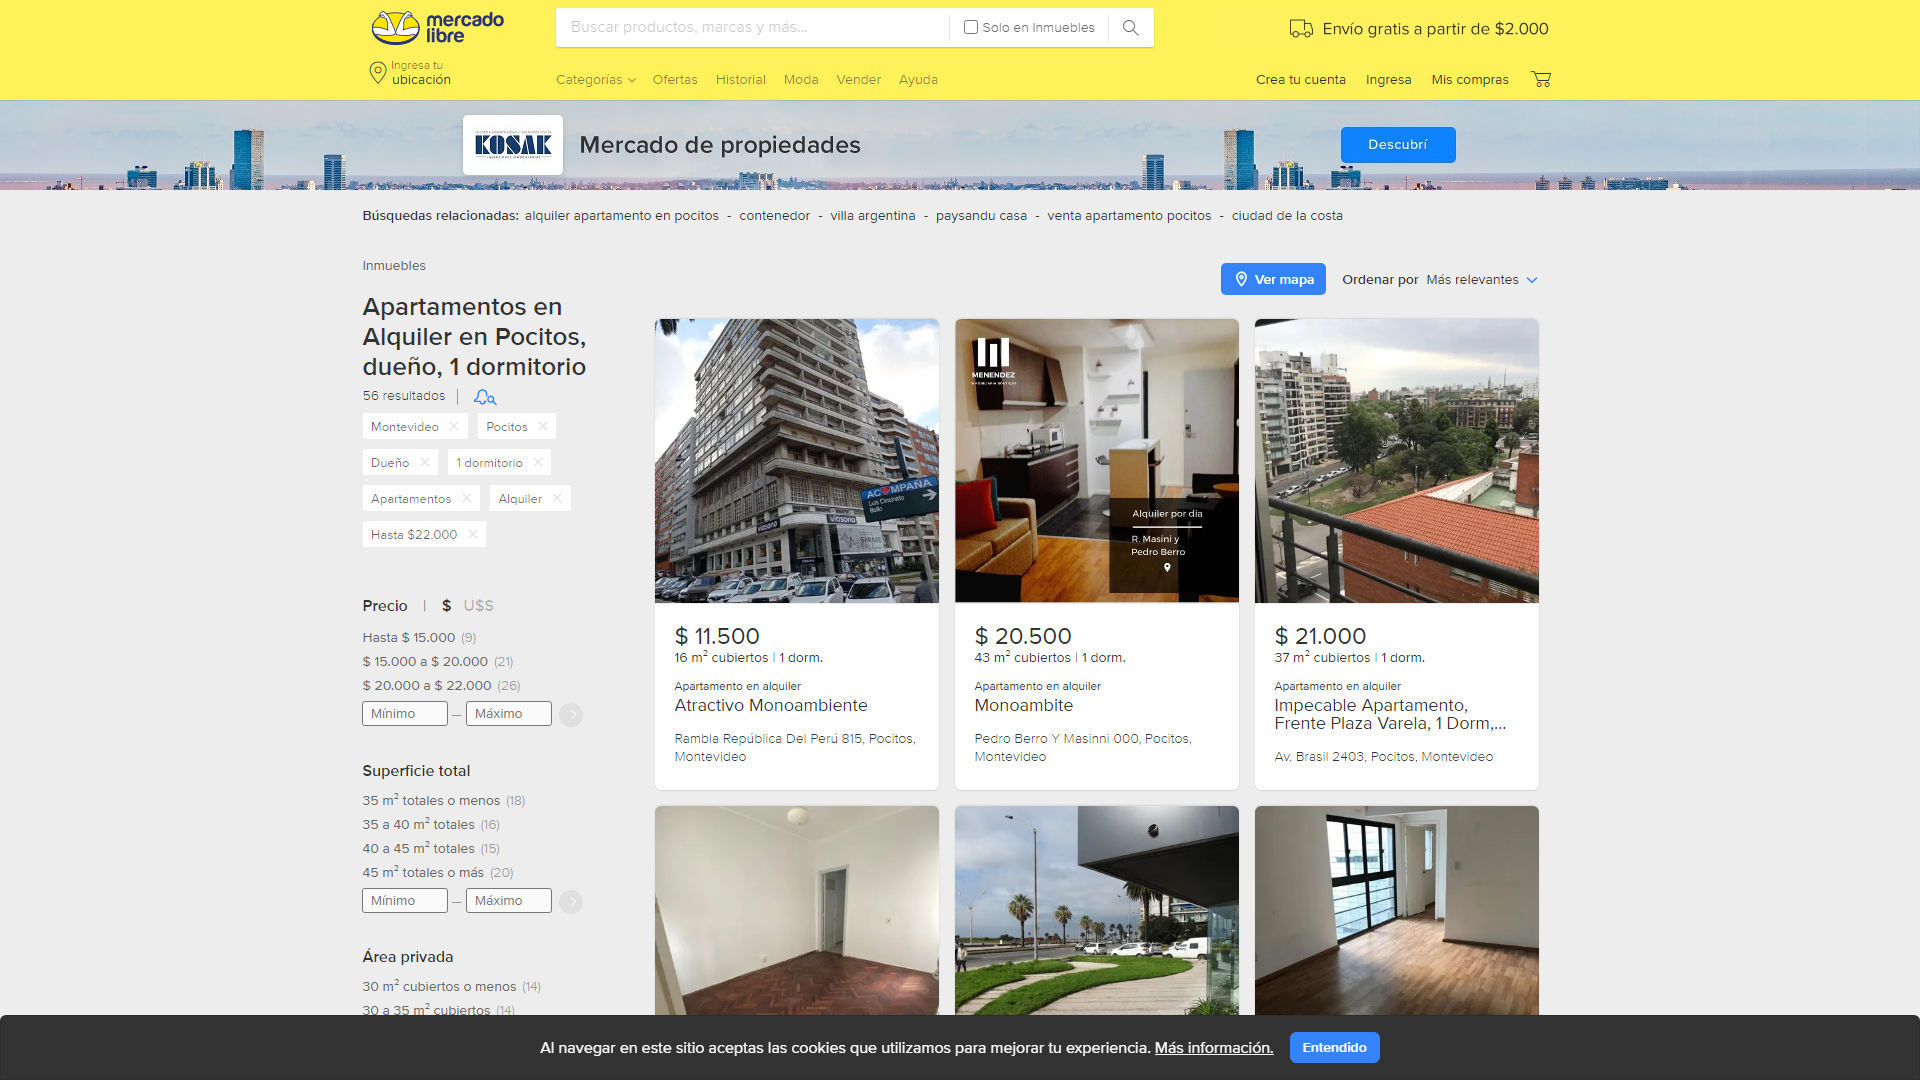 mercado
libre
Buscar productos, marcas y más...
Solo en Inmuebles
Envío gratis a partir de $2.000
Ingresa tu
ubicación
Categorías
Ofertas
Historial
Moda
Vender
Ayuda
Crea tu cuenta
Ingresa
Mis compras
KOSAK
Mercado de propiedades
Descubrí
Búsquedas relacionadas: alquiler apartamento en pocitos - contenedor - villa argentina - paysandu casa - venta apartamento pocitos - ciudad de la costa
Inmuebles
Ver mapa
Ordenar por Más relevantes
Apartamentos en
Alquiler en Pocitos,
dueño, 1 dormitorio
56 resultados
Montevideo
Pocitos
Dueño
1 dormitorio
Apartamentos
Alquiler
Hasta $22.000
Precio | $ U$S
Hasta $ 15.000 (9)
$ 15.000 a $ 20.000 (21)
$ 20.000 a $ 22.000 (26)
Mínimo — Máximo
Superficie total
35 m² totales o menos (18)
35 a 40 m² totales (16)
40 a 45 m² totales (15)
45 m² totales o más (20)
Mínimo — Máximo
Área privada
30 m² cubiertos o menos (14)
30 a 35 m² cubiertos (14)
ACOMPAÑA
Luis Cincinato
Bollo
viasono
viasono
GARAGE
SALE
$ 11.500
16 m² cubiertos | 1 dorm.
Apartamento en alquiler
Atractivo Monoambiente
Rambla República Del Perú 815, Pocitos,
Montevideo
MENENDEZ
Alquiler por dia
R. Masini y
Pedro Berro
$ 20.500
43 m² cubiertos | 1 dorm.
Apartamento en alquiler
Monoambite
Pedro Berro Y Masinni 000, Pocitos,
Montevideo
$ 21.000
37 m² cubiertos | 1 dorm.
Apartamento en alquiler
Impecable Apartamento,
Frente Plaza Varela, 1 Dorm,...
Av. Brasil 2403, Pocitos, Montevideo
Al navegar en este sitio aceptas las cookies que utilizamos para mejorar tu experiencia. Más información.
Entendido